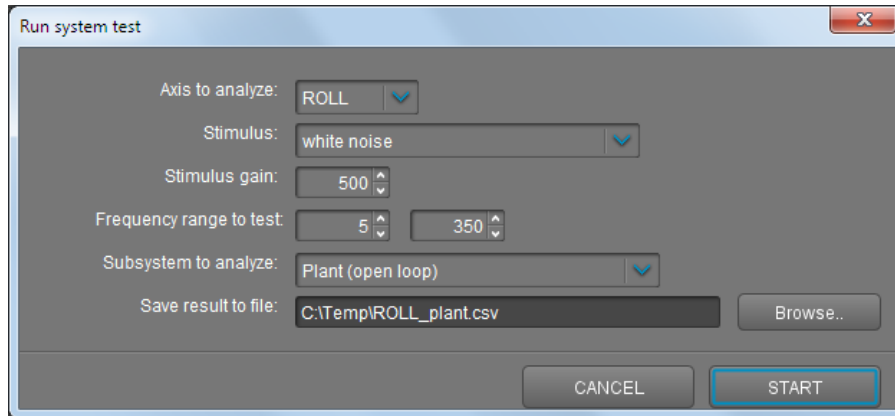 Run system test
Axis to analyze: ROLL
Stimulus: white noise
Stimulus gain: 500
Frequency range to test: 5 350
Subsystem to analyze: Plant (open loop)
Save result to file: C:\Temp\ROLL_plant.csv Browse..
CANCEL START